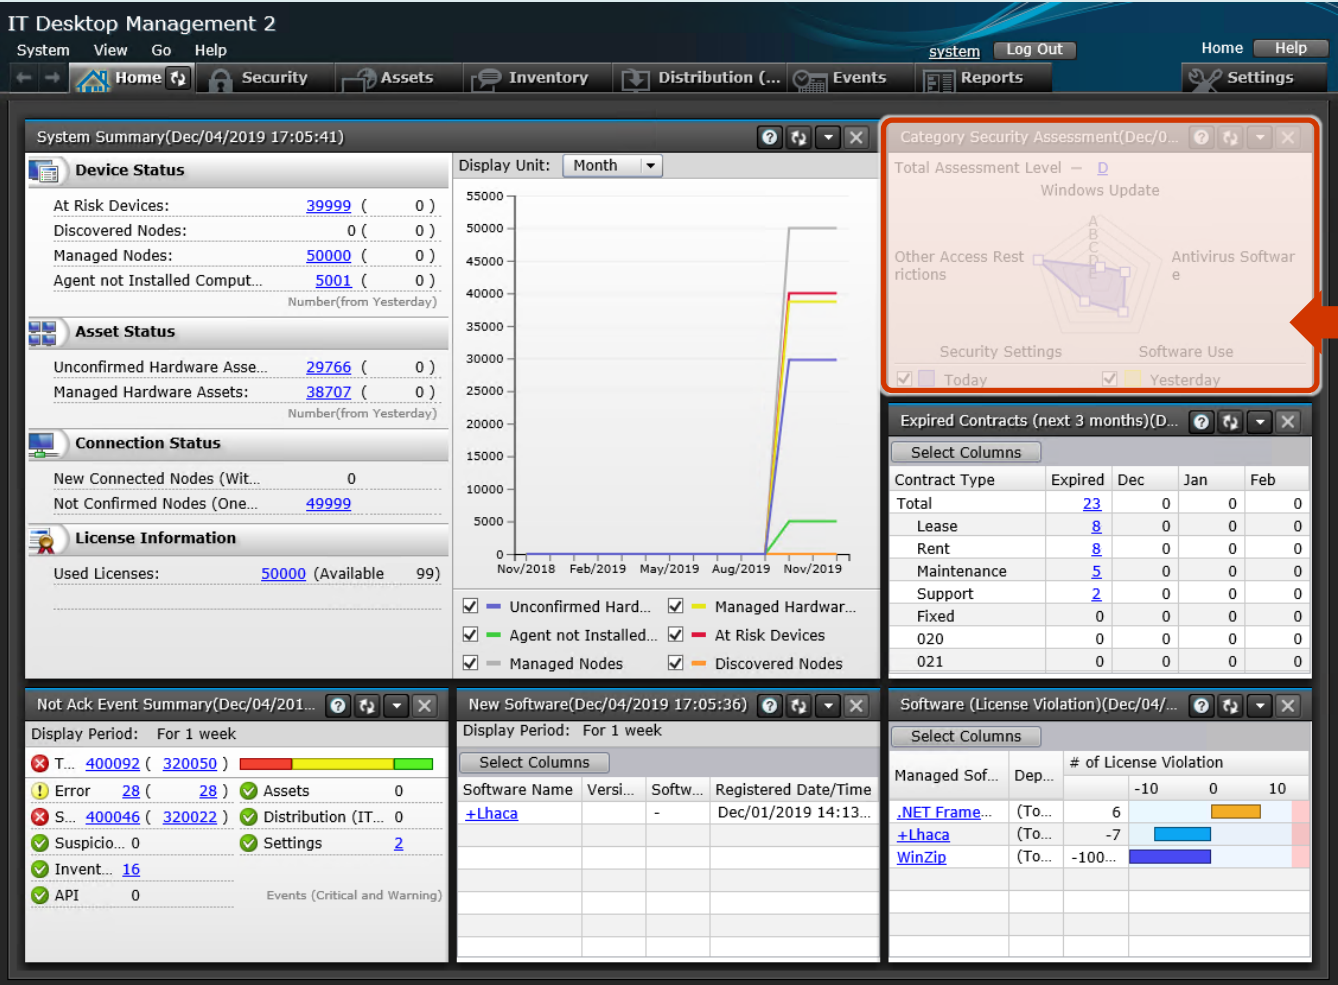 IT Desktop Management 2
System View Go Help
system Log Out Home Help
Home Security Assets Inventory Distribution (... Events Reports Settings
System Summary(Dec/04/2019 17:05:41)
Device Status
At Risk Devices: 39999 ( 0 )
Discovered Nodes: 0 ( 0 )
Managed Nodes: 50000 ( 0 )
Agent not Installed Comput... 5001 ( 0 )
Number(from Yesterday)
Asset Status
Unconfirmed Hardware Asse... 29766 ( 0 )
Managed Hardware Assets: 38707 ( 0 )
Number(from Yesterday)
Connection Status
New Connected Nodes (Wit... 0
Not Confirmed Nodes (One... 49999
License Information
Used Licenses: 50000 (Available 99)
Display Unit: Month
55000
50000
45000
40000
35000
30000
25000
20000
15000
10000
5000
0
Nov/2018 Feb/2019 May/2019 Aug/2019 Nov/2019
Unconfirmed Hard... Managed Hardwar...
Agent not Installed... At Risk Devices
Managed Nodes Discovered Nodes
Category Security Assessment(Dec/0...
Total Assessment Level — D
Windows Update
A
B
C
D
E
Other Access Rest
rictions
Antivirus Softwar
e
Security Settings Software Use
Today Yesterday
Expired Contracts (next 3 months)(D...
Select Columns
Contract Type Expired Dec Jan Feb
Total 23 0 0 0
Lease 8 0 0 0
Rent 8 0 0 0
Maintenance 5 0 0 0
Support 2 0 0 0
Fixed 0 0 0 0
020 0 0 0 0
021 0 0 0 0
Not Ack Event Summary(Dec/04/201...
Display Period: For 1 week
T... 400092 ( 320050 )
Error 28 ( 28 ) Assets 0
S... 400046 ( 320022 ) Distribution (IT... 0
Suspicio... 0 Settings 2
Invent... 16
API 0 Events (Critical and Warning)
New Software(Dec/04/2019 17:05:36)
Display Period: For 1 week
Select Columns
Software Name Versi... Softw... Registered Date/Time
+Lhaca - Dec/01/2019 14:13...
Software (License Violation)(Dec/04/...
Select Columns
Managed Sof... Dep... # of License Violation
-10 0 10
.NET Frame... (To... 6
+Lhaca (To... -7
WinZip (To... -100...